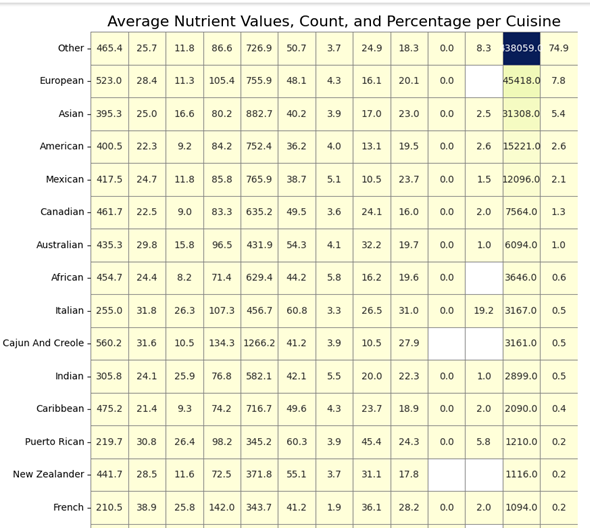 Average Nutrient Values, Count, and Percentage per Cuisine
Other 465.4 25.7 11.8 86.6 726.9 50.7 3.7 24.9 18.3 0.0 8.3 38059.0 74.9
European 523.0 28.4 11.3 105.4 755.9 48.1 4.3 16.1 20.1 0.0 45418.0 7.8
Asian 395.3 25.0 16.6 80.2 882.7 40.2 3.9 17.0 23.0 0.0 2.5 31308.0 5.4
American 400.5 22.3 9.2 84.2 752.4 36.2 4.0 13.1 19.5 0.0 2.6 15221.0 2.6
Mexican 417.5 24.7 11.8 85.8 765.9 38.7 5.1 10.5 23.7 0.0 1.5 12096.0 2.1
Canadian 461.7 22.5 9.0 83.3 635.2 49.5 3.6 24.1 16.0 0.0 2.0 7564.0 1.3
Australian 435.3 29.8 15.8 96.5 431.9 54.3 4.1 32.2 19.7 0.0 1.0 6094.0 1.0
African 454.7 24.4 8.2 71.4 629.4 44.2 5.8 16.2 19.6 0.0 3646.0 0.6
Italian 255.0 31.8 26.3 107.3 456.7 60.8 3.3 26.5 31.0 0.0 19.2 3167.0 0.5
Cajun And Creole 560.2 31.6 10.5 134.3 1266.2 41.2 3.9 10.5 27.9 3161.0 0.5
Indian 305.8 24.1 25.9 76.8 582.1 42.1 5.5 20.0 22.3 0.0 1.0 2899.0 0.5
Caribbean 475.2 21.4 9.3 74.2 716.7 49.6 4.3 23.7 18.9 0.0 2.0 2090.0 0.4
Puerto Rican 219.7 30.8 26.4 98.2 345.2 60.3 3.9 45.4 24.3 0.0 5.8 1210.0 0.2
New Zealander 441.7 28.5 11.6 72.5 371.8 55.1 3.7 31.1 17.8 1116.0 0.2
French 210.5 38.9 25.8 142.0 343.7 41.2 1.9 36.1 28.2 0.0 2.0 1094.0 0.2